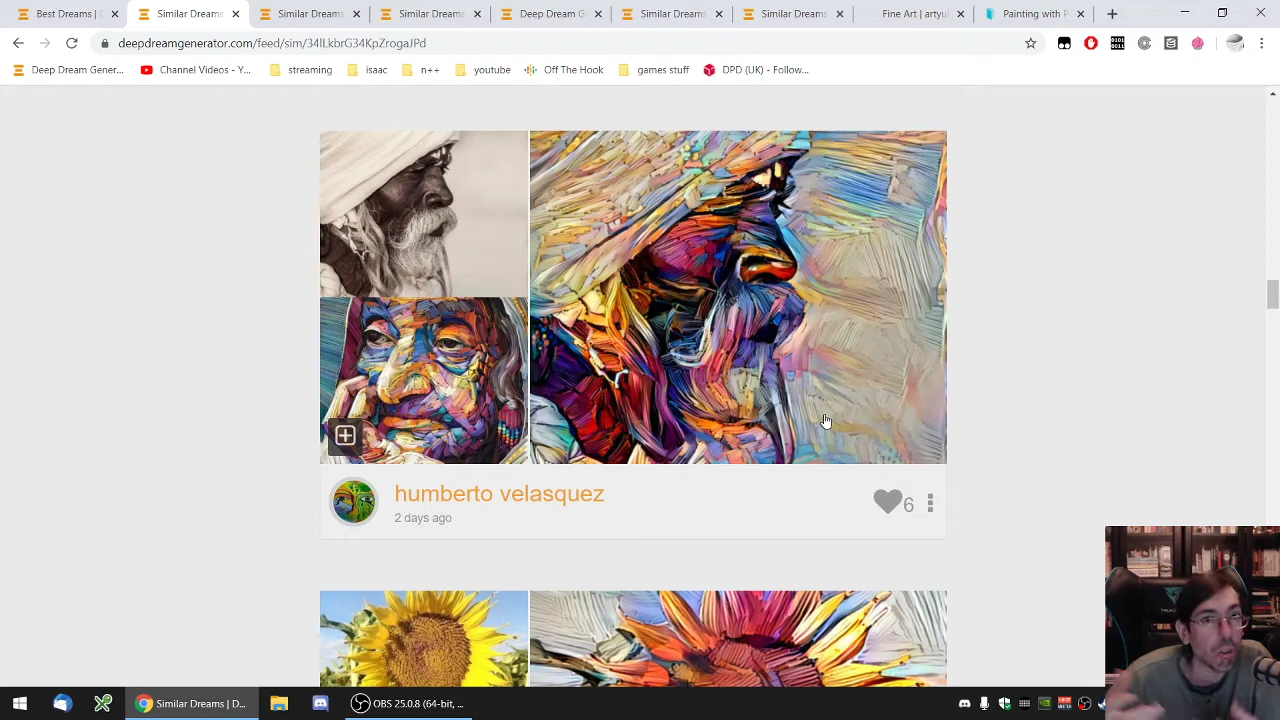 Best Dream
Similar Dreams
Similar Dreams
Similar Dreams
Deep Dream Ge
Similar Dreams
Similar Dreams
Fine Art | artyu
Painting with P
deepdreamgenerator.com/feed/sim/34lLkbrG34KpZrogaJPd
Deep Dream Gener...
Channel Videos - Y...
streaming
isaac
n++
youtube
Off The Hook
games stuff
DPD (UK) - Follow...
humberto velasquez
2 days ago
6
Similar Dreams | D...
OBS 25.0.8 (64-bit, ...